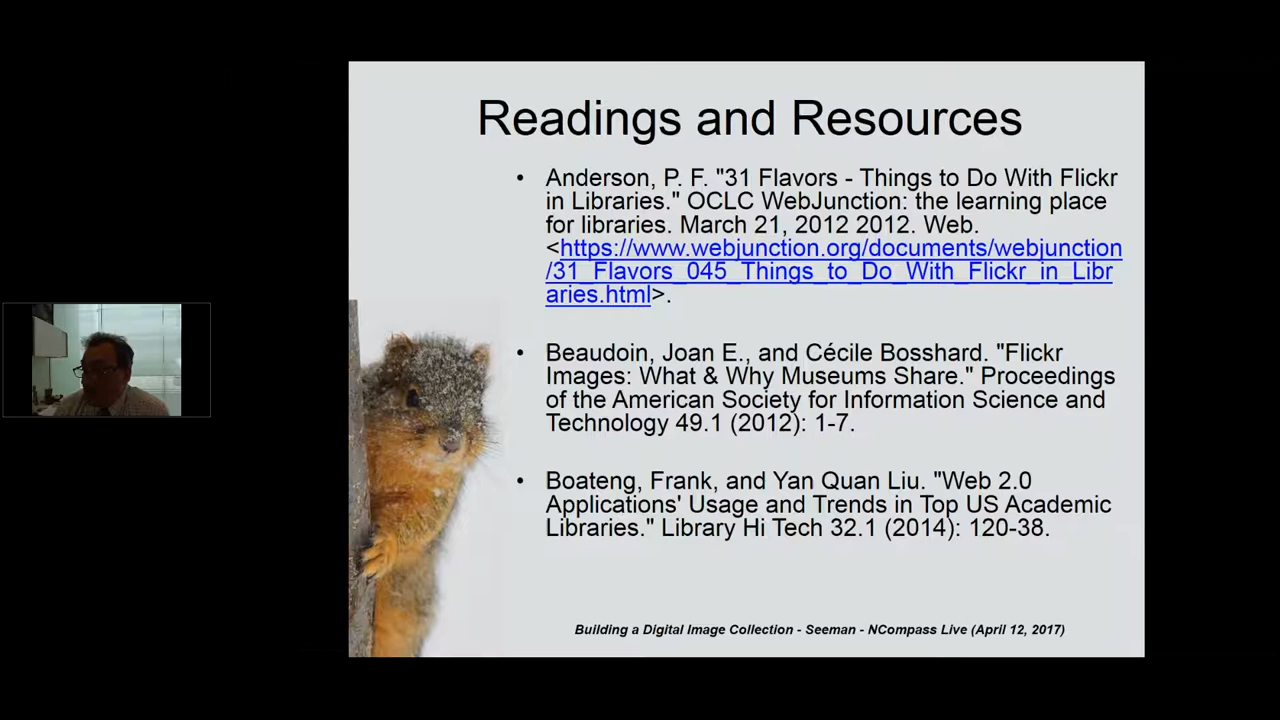 Readings and Resources
• Anderson, P. F. "31 Flavors - Things to Do With Flickr
in Libraries." OCLC WebJunction: the learning place
for libraries. March 21, 2012 2012. Web.
<https://www.webjunction.org/documents/webjunction
/31_Flavors_045_Things_to_Do_With_Flickr_in_Libr
aries.html>.
• Beaudoin, Joan E., and Cécile Bosshard. "Flickr
Images: What & Why Museums Share." Proceedings
of the American Society for Information Science and
Technology 49.1 (2012): 1-7.
• Boateng, Frank, and Yan Quan Liu. "Web 2.0
Applications' Usage and Trends in Top US Academic
Libraries." Library Hi Tech 32.1 (2014): 120-38.
Building a Digital Image Collection - Seeman - NCompass Live (April 12, 2017)